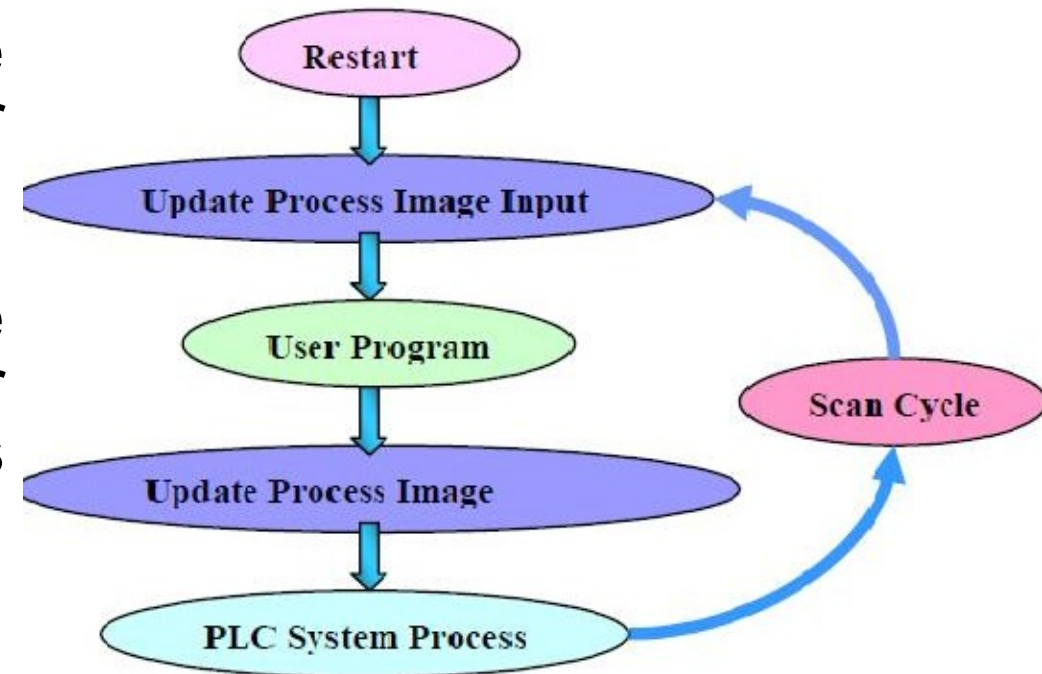 Restart
Update Process Image Input
User Program
Scan Cycle
Update Process Image
PLC System Process